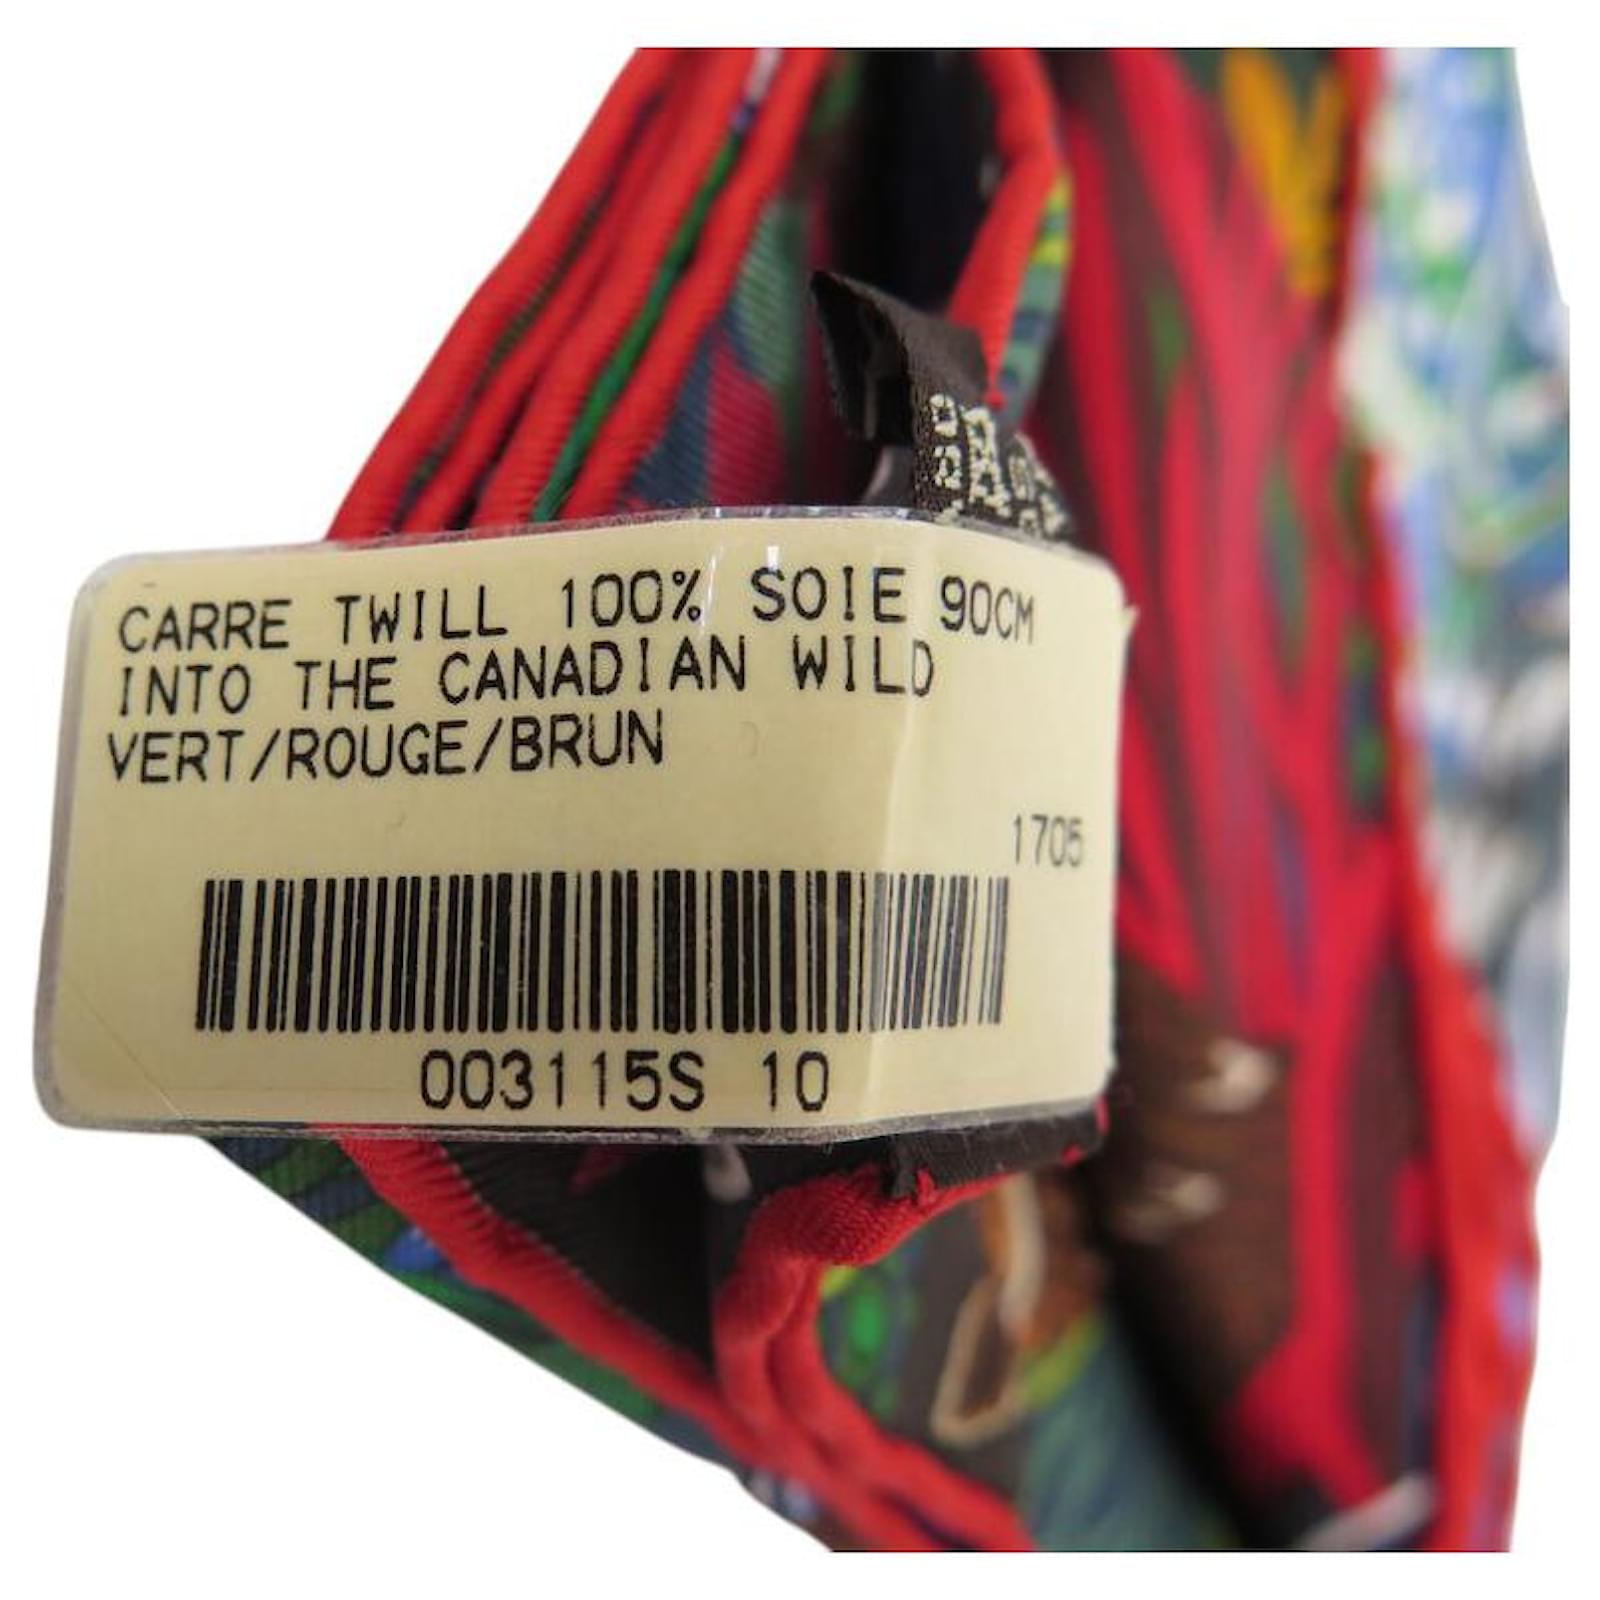 CARRE TWILL 100% SOIE 90CM
INTO THE CANADIAN WILD
VERT/ROUGE/BRUN
1705
003115S 10